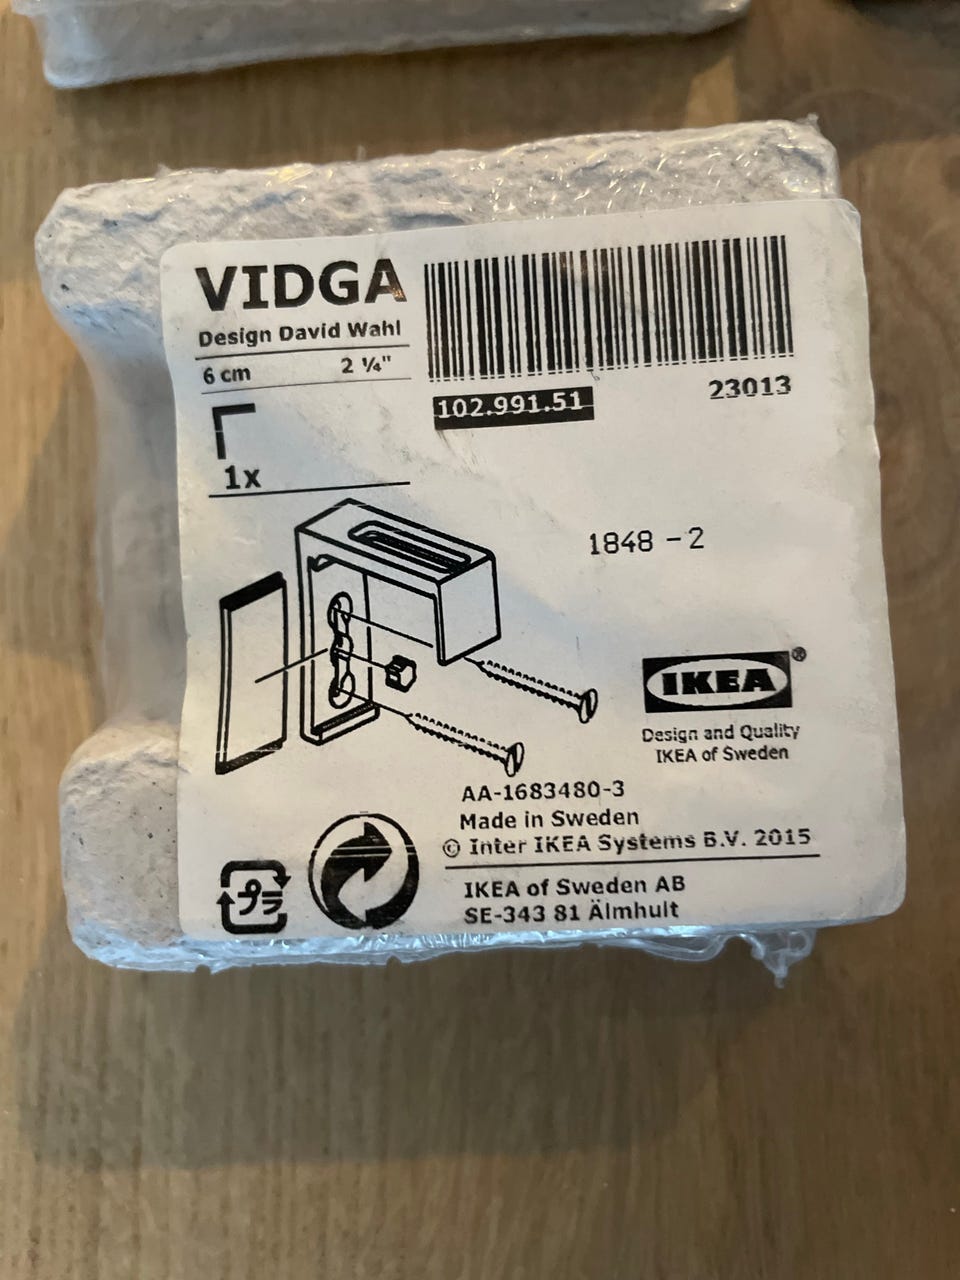 VIDGA
Design David Wahl
6 cm 2 ¼"
102.991.51
23013
1x
1848 - 2
IKEA®
Design and Quality
IKEA of Sweden
AA-1683480-3
Made in Sweden
© Inter IKEA Systems B.V. 2015
IKEA of Sweden AB
SE-343 81 Älmhult
プラ